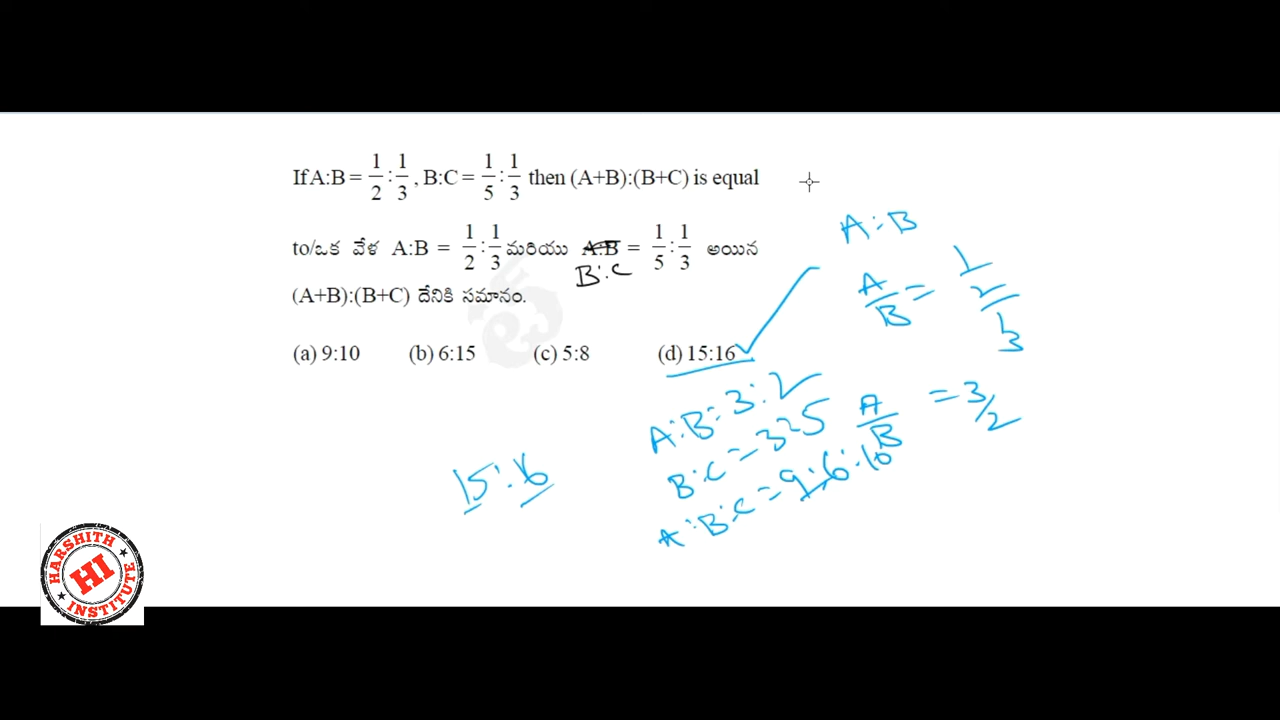 If A:B = 1/2 : 1/3 , B:C = 1/5 : 1/3 then (A+B):(B+C) is equal
to/ఒక వేళ A:B = 1/2 : 1/3 మరియు A:B = 1/5 : 1/3 అయిన
B:C
(A+B):(B+C) దేనికి సమానం.
(a) 9:10 (b) 6:15 (c) 5:8 (d) 15:16
A:B
A/B = 1/2 / 1/3
A/B = 3/2
A:B = 3:2
B:C = 3:5
A:B:C = 9:6:10
15:16
HARSHITH
HI
INSTITUTE